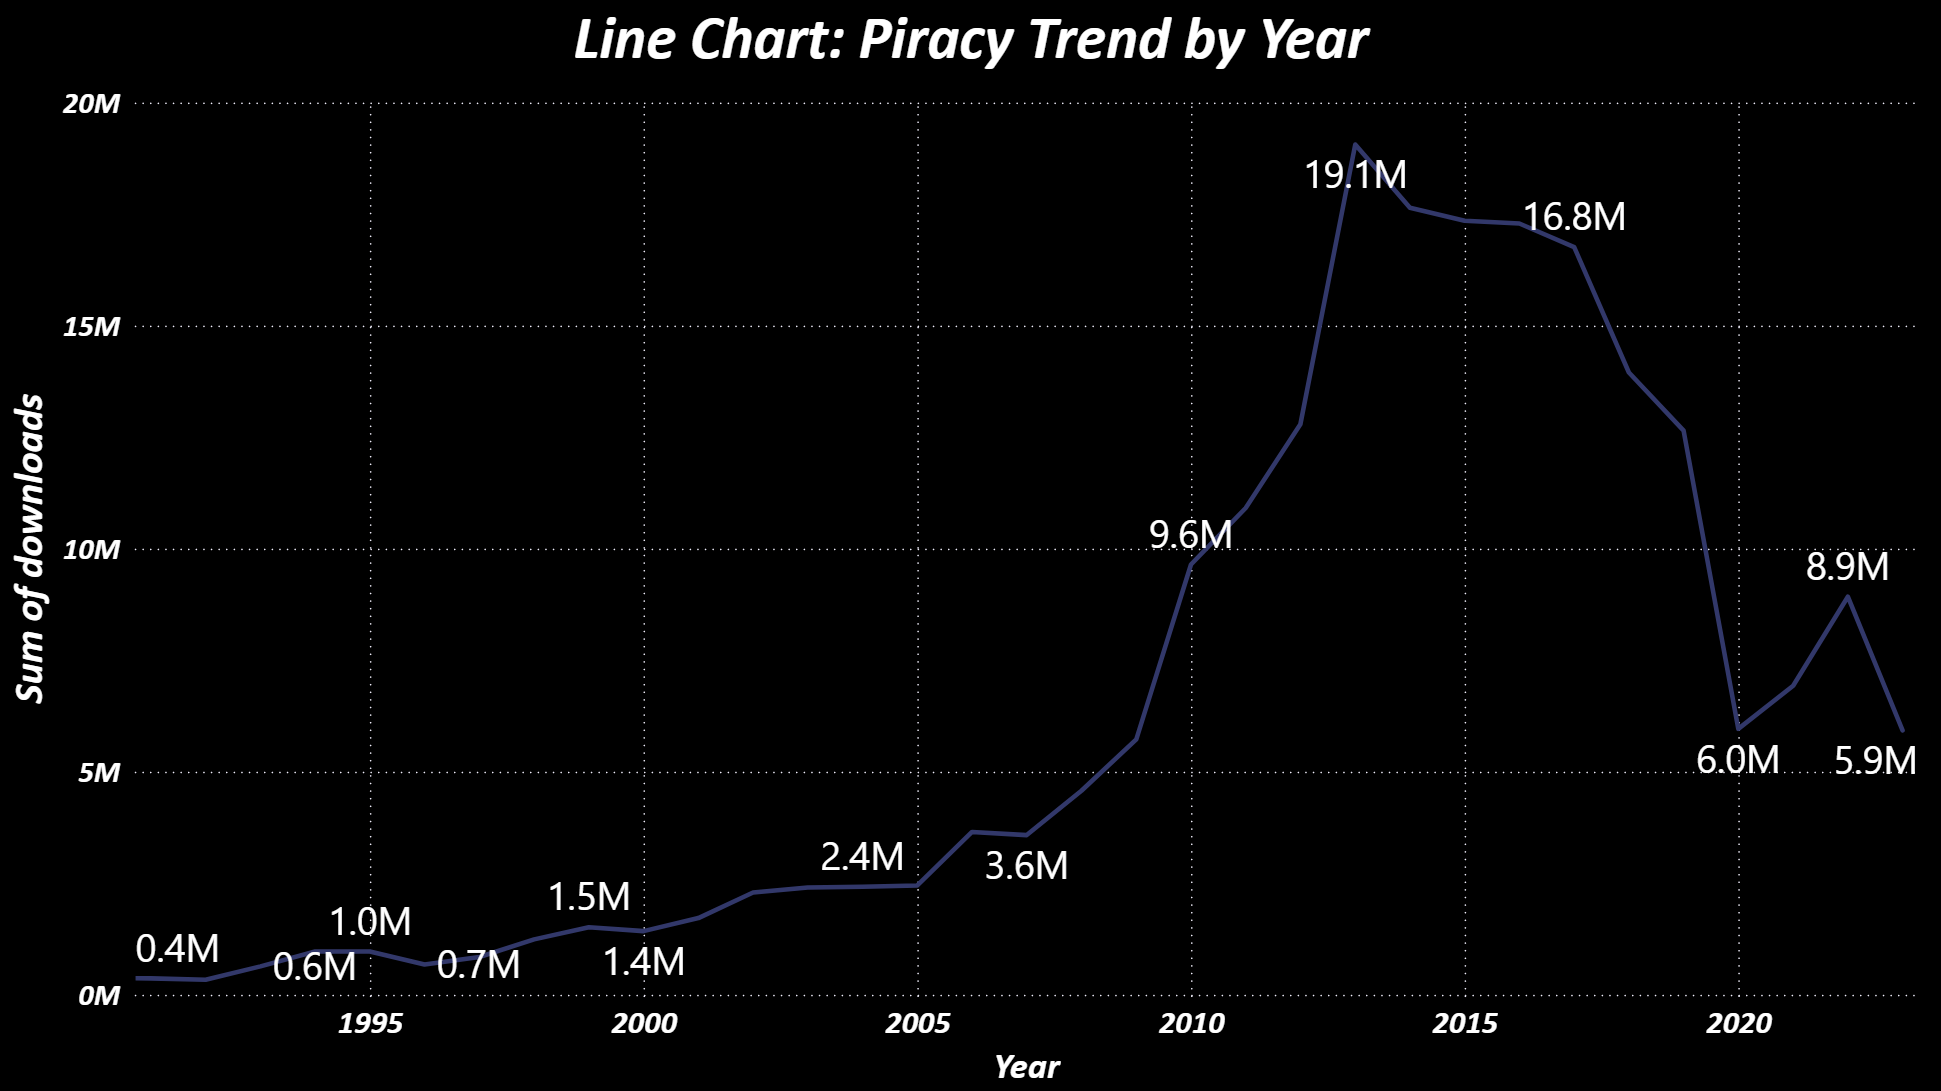 Line Chart: Piracy Trend by Year
20M
15M
10M
5M
0M
Sum of downloads
0.4M
0.6M
1.0M
0.7M
1.5M
1.4M
2.4M
3.6M
9.6M
19.1M
16.8M
6.0M
8.9M
5.9M
1995 2000 2005 2010 2015 2020
Year